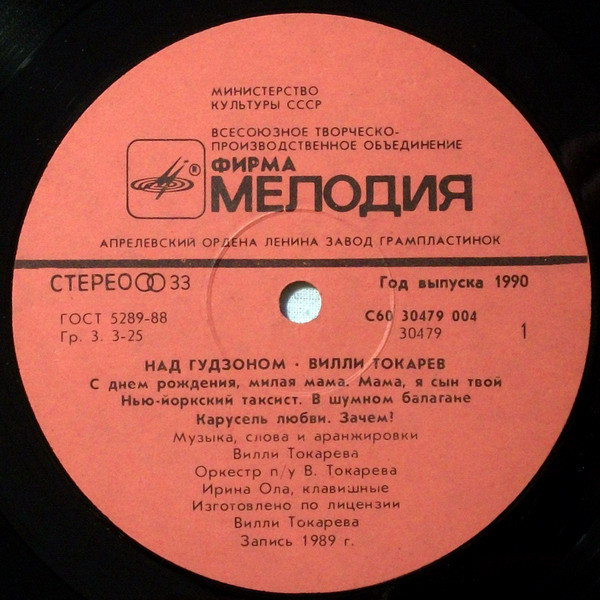 МИНИСТЕРСТВО
КУЛЬТУРЫ СССР
ВСЕСОЮЗНОЕ ТВОРЧЕСКО-
ПРОИЗВОДСТВЕННОЕ ОБЪЕДИНЕНИЕ
® ФИРМА
МЕЛОДИЯ
АПРЕЛЕВСКИЙ ОРДЕНА ЛЕНИНА ЗАВОД ГРАМПЛАСТИНОК
СТЕРЕО 33 Год выпуска 1990
ГОСТ 5289-88 С60 30479 004
Гр. 3. 3-25 30479 1
НАД ГУДЗОНОМ · ВИЛЛИ ТОКАРЕВ
С днем рождения, милая мама. Мама, я сын твой
Нью-йоркский таксист. В шумном балагане
Карусель любви. Зачем?
Музыка, слова и аранжировки
Вилли Токарева
Оркестр п/у В. Токарева
Ирина Ола, клавишные
Изготовлено по лицензии
Вилли Токарева
Запись 1989 г.